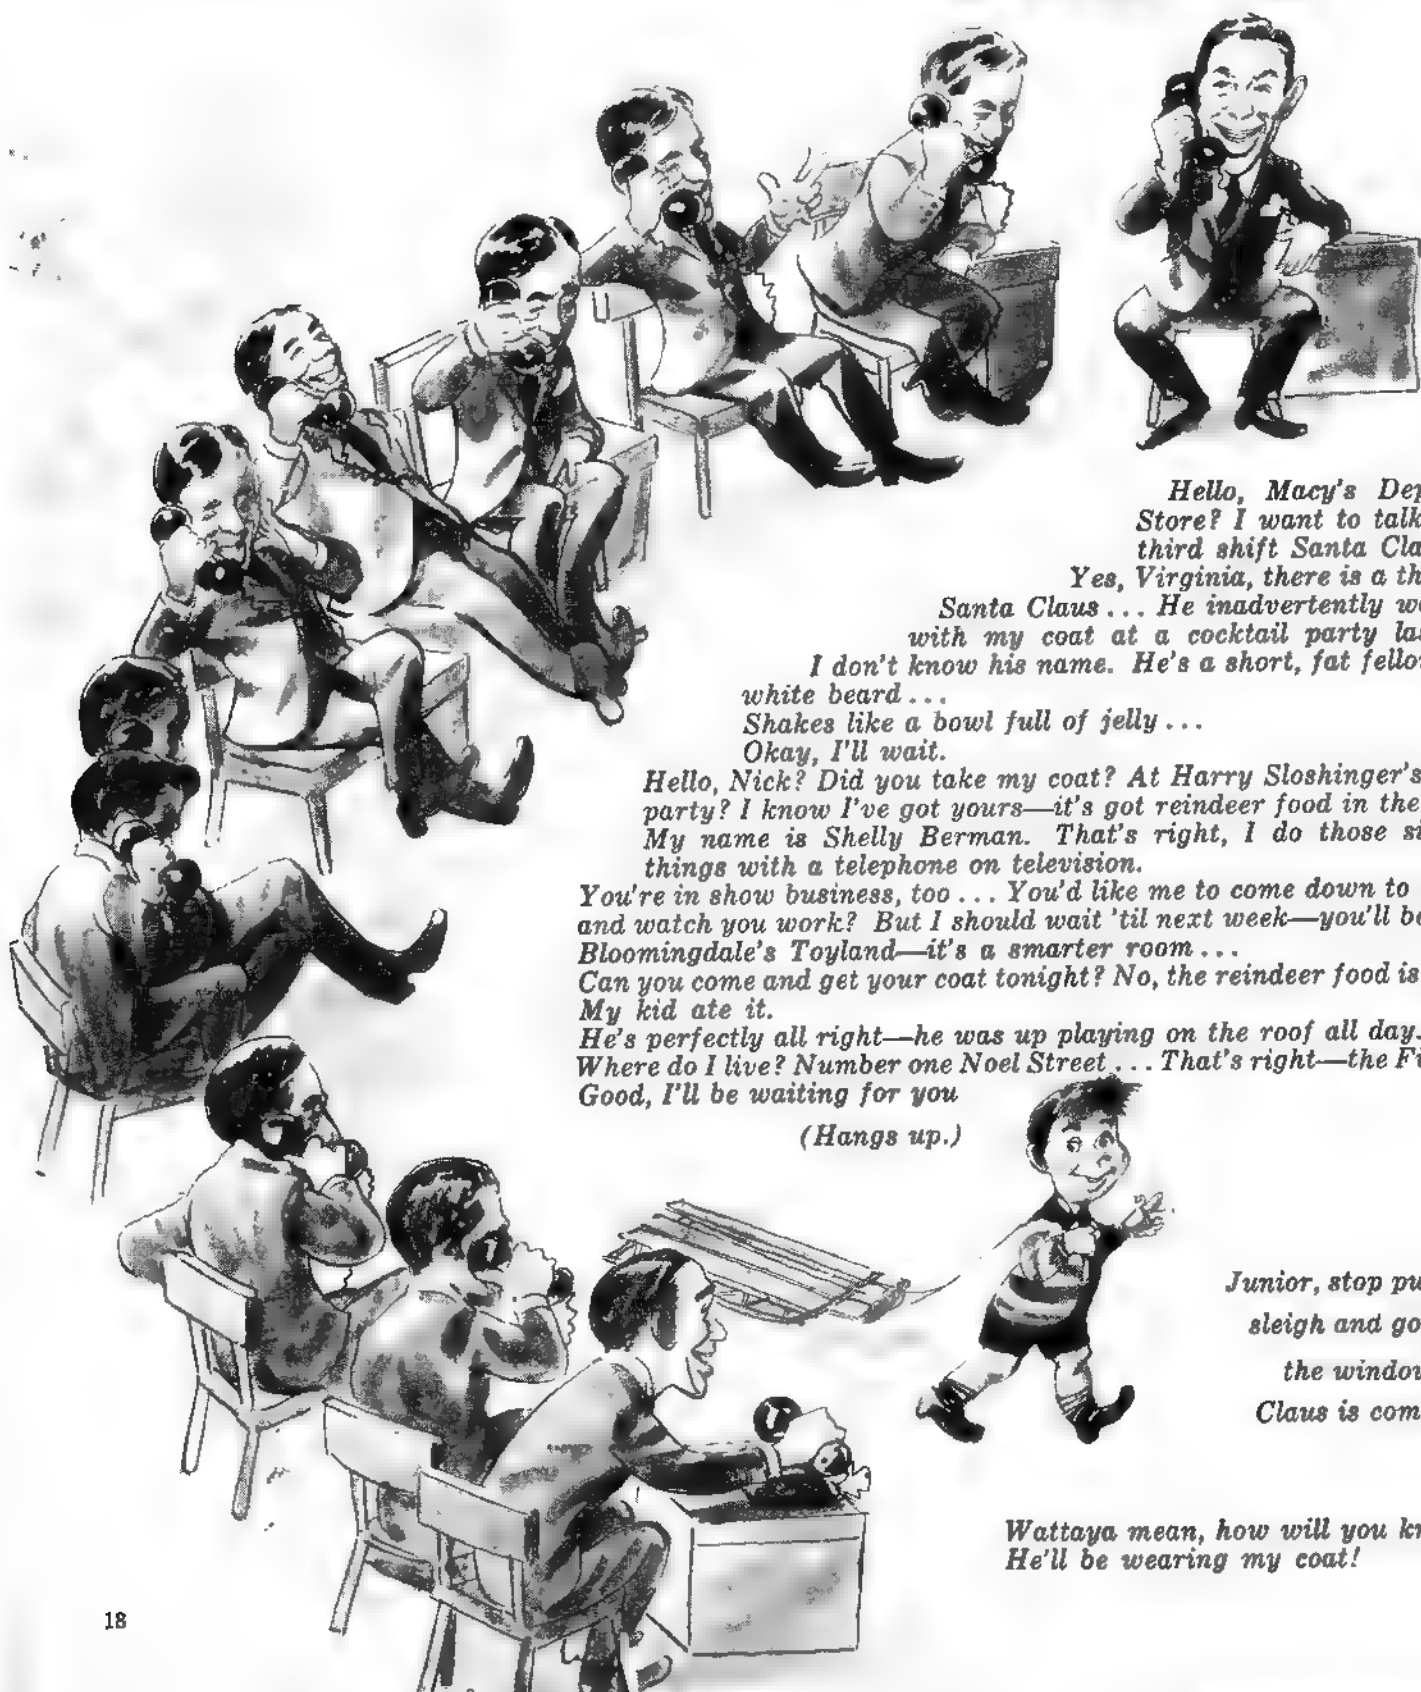 Hello, Macy's
Store? I want to talk
third shift Santa
Yes, Virginia, there is a
Santa Claus... He inadvertently
with my coat at a cocktail party
I don't know his name. He's a short, fat
white beard...
Shakes like a bowl full of jelly...
Okay, I'll wait.
Hello, Nick? Did you take my coat? At Harry Sloshinger's
party? I know I've got yours—it's got reindeer food in the
My name is Shelly Berman. That's right, I do those
things with a telephone on television.
You're in show business, too... You'd like me to come down to
and watch you work? But I should wait 'til next week—you'll
Bloomingdale's Toyland—it's a smarter room...
Can you come and get your coat tonight? No, the reindeer food is
My kid ate it.
He's perfectly all right—he was up playing on the roof all day.
Where do I live? Number one Noel Street... That's right—the
Good, I'll be waiting for you
(Hangs up.)
Junior, stop
sleigh and
the
Claus is
Wattaya mean, how will you
He'll be wearing my coat!
18